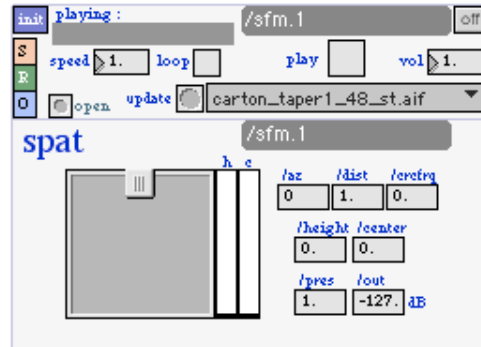 init playing : /sfm.1 off
S speed 1. loop play vol 1.
R
O open update carton_taper1_48_st.aif
spat /sfm.1
h c /az /dist /crcfrq
0 1. 0.
/height /center
0. 0.
/pres /out
1. -127. dB